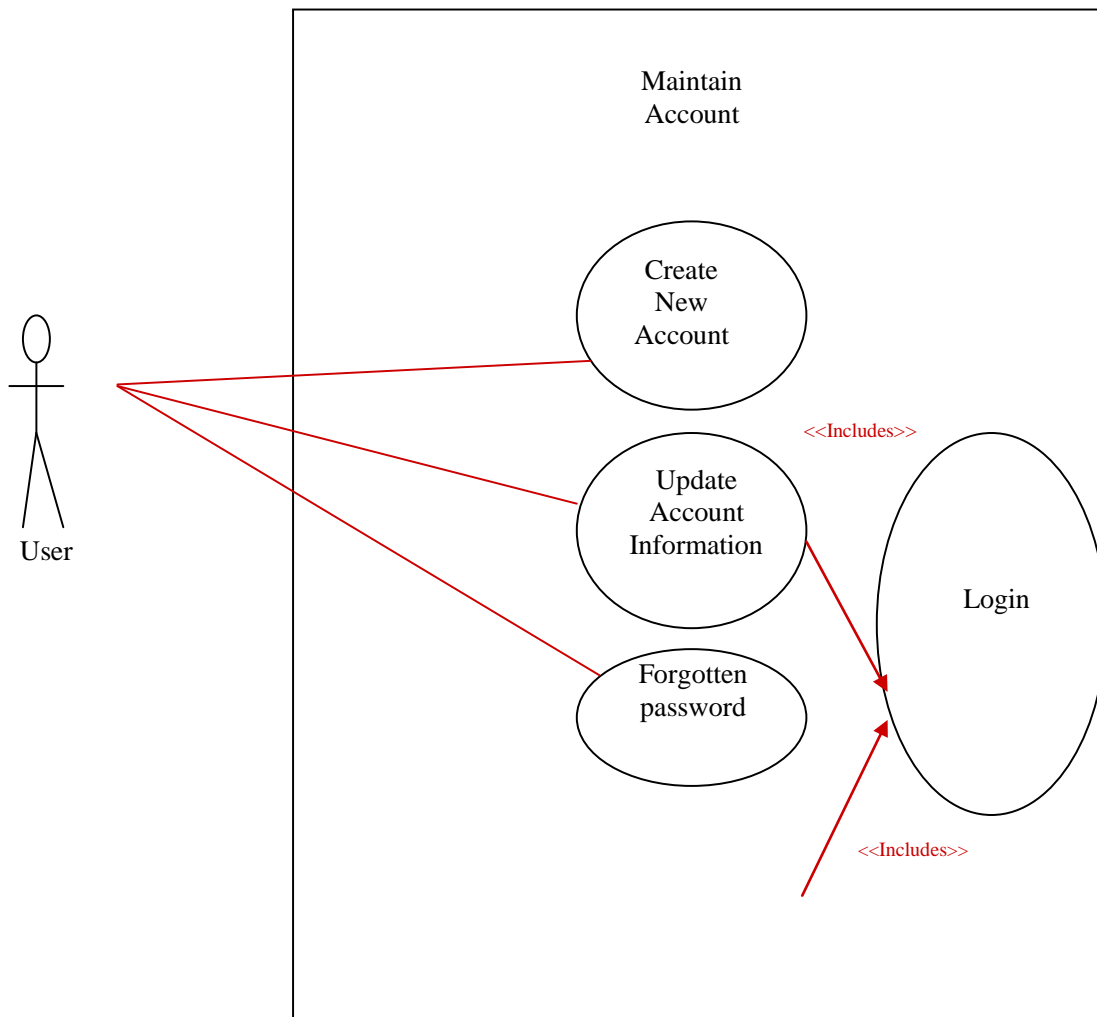 Maintain
Account
Create
New
Account
<<Includes>>
Update
Account
Information
User
Login
Forgotten
password
<<Includes>>